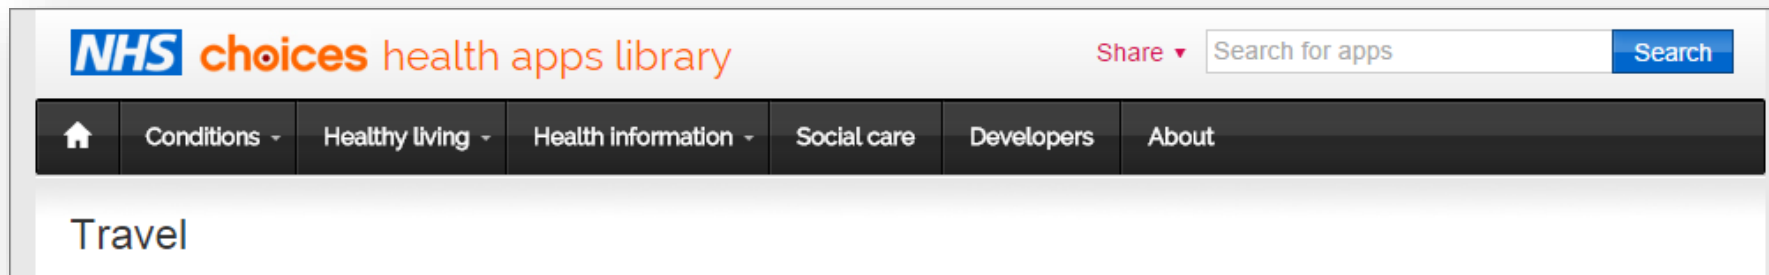 NHS choices health apps library
Share ▾ Search for apps Search
Conditions Healthy living Health information Social care Developers About
Travel